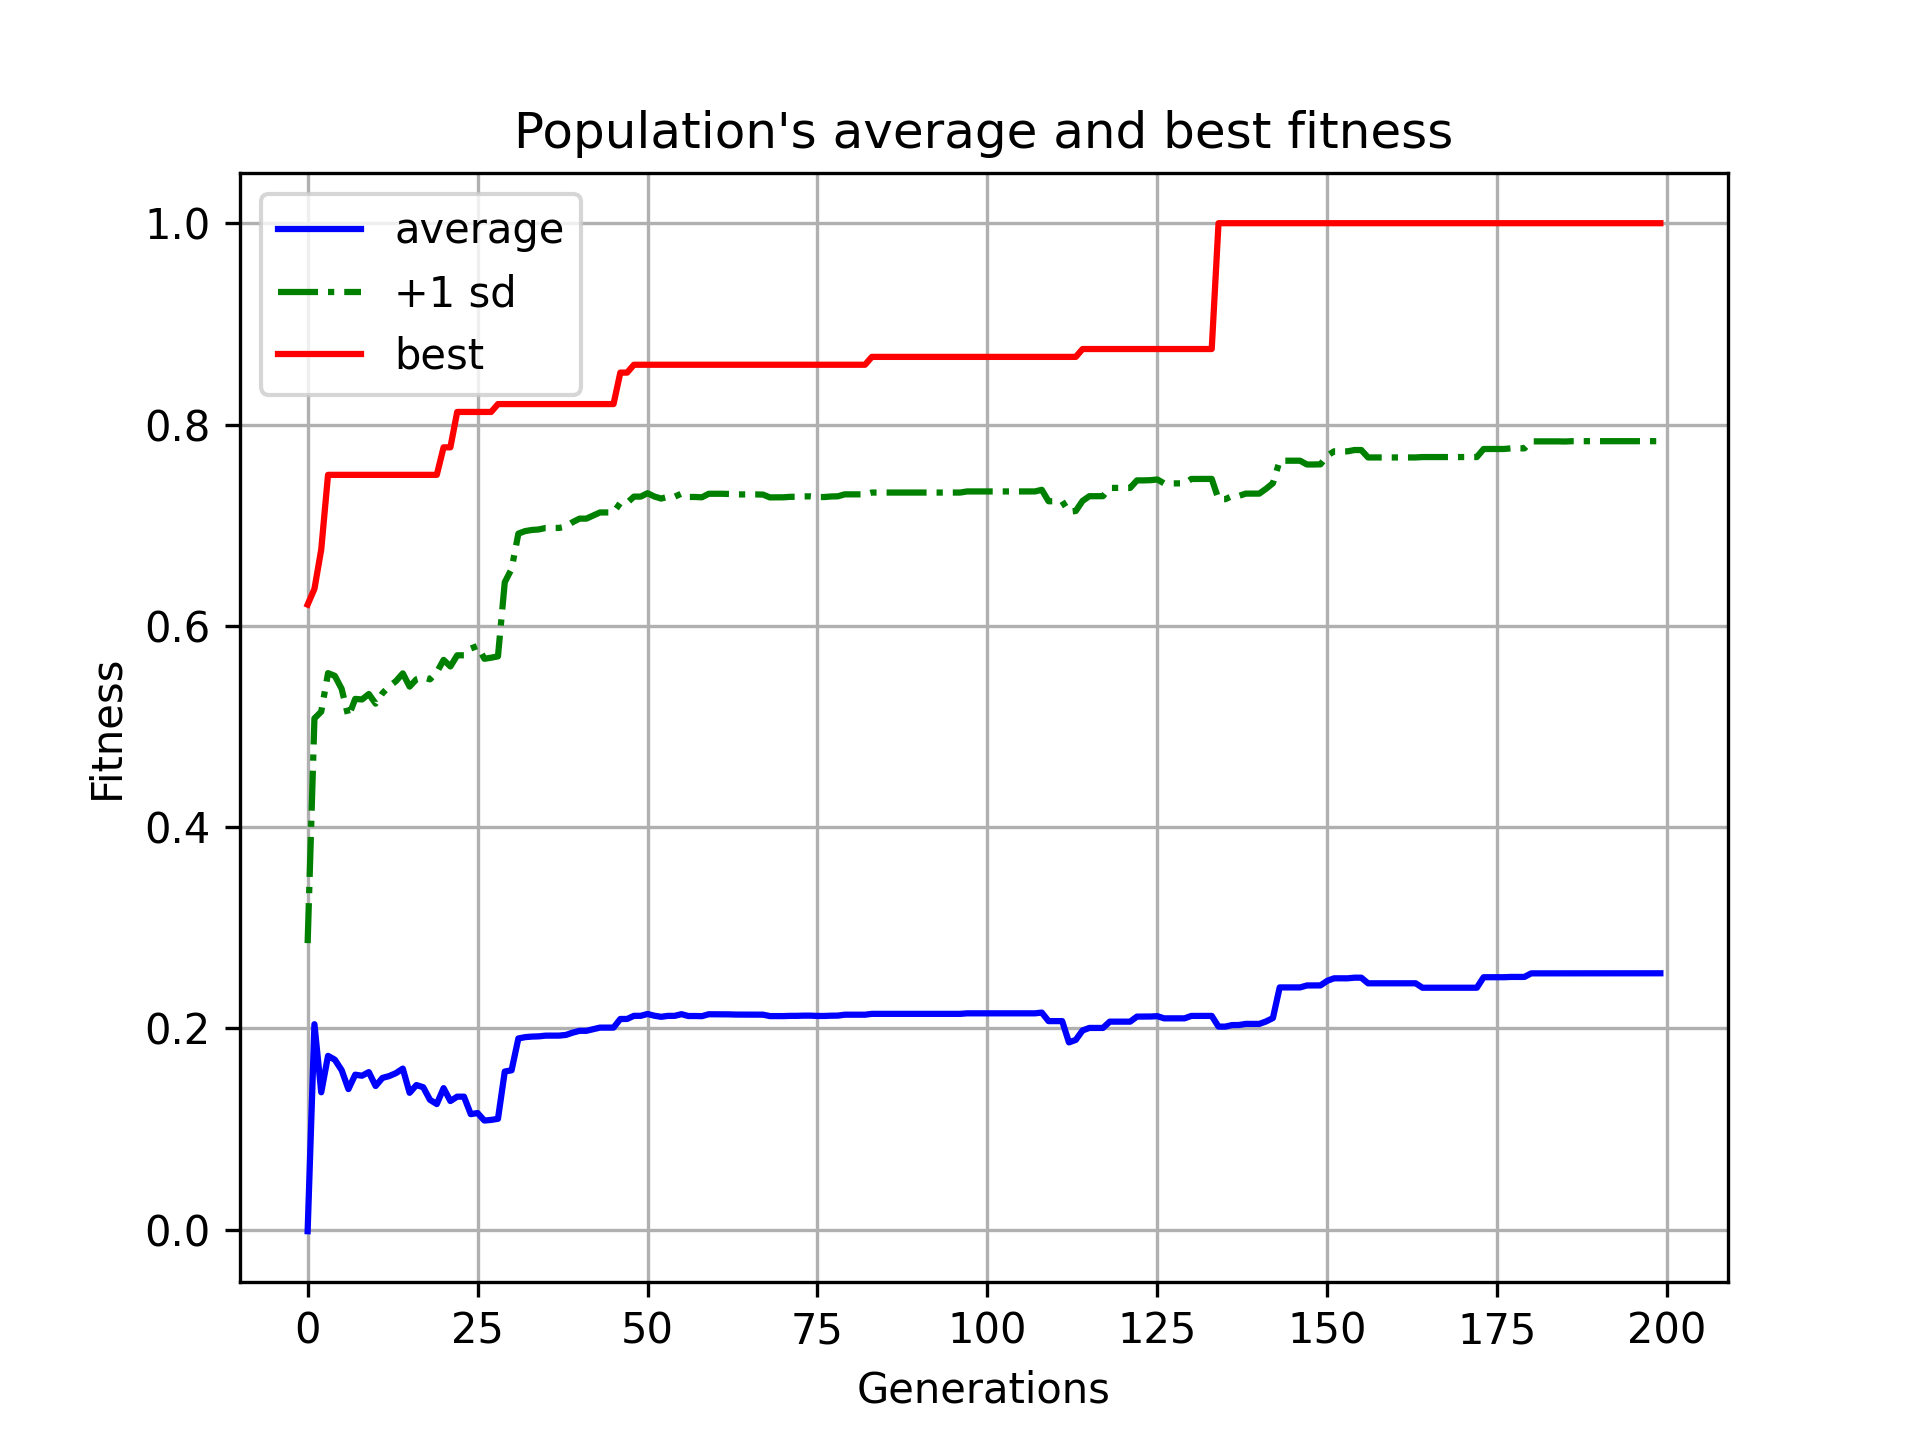 Population's average and best fitness
average
+1 sd
best
1.0
0.8
0.6
0.4
0.2
0.0
Fitness
0 25 50 75 100 125 150 175 200
Generations